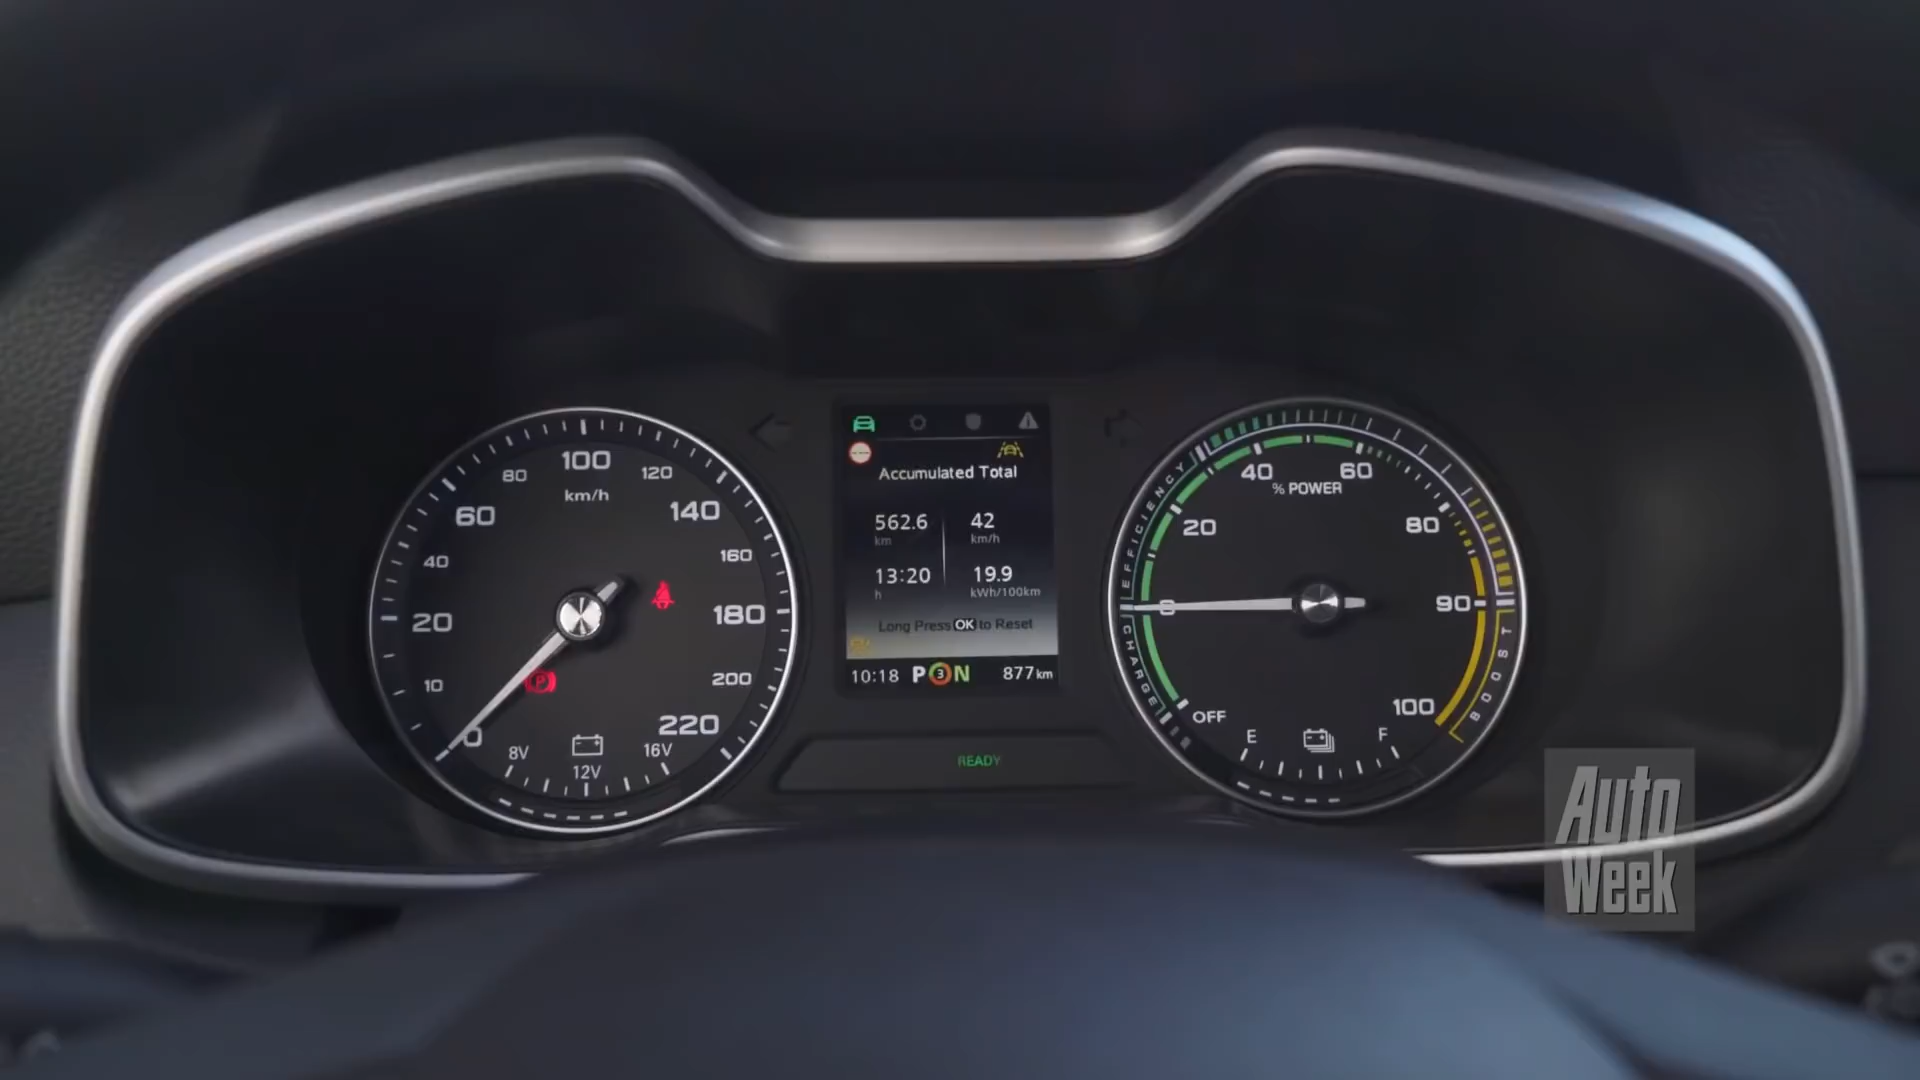 100
80
120
km/h
60
140
40
160
20
180
10
200
0
220
8V
16V
12V
P
Accumulated Total
562.6
km
42
km/h
13:20
h
19.9
kWh/100km
Long Press OK to Reset
10:18 P 3 N 877km
READY
EFFICIENCY
CHARGE
BOOST
40
60
% POWER
20
80
0
90
OFF
100
E
F
Auto
Week